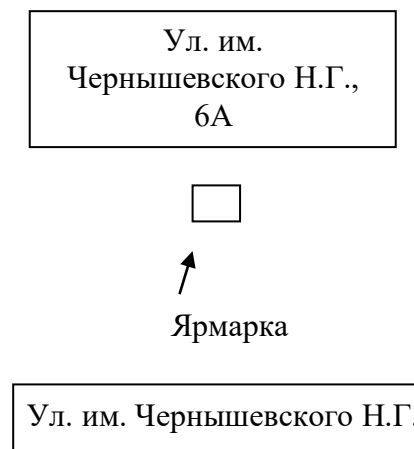 Ул. им.
Чернышевского Н.Г.,
6А
Ярмарка
Ул. им. Чернышевского Н.Г.